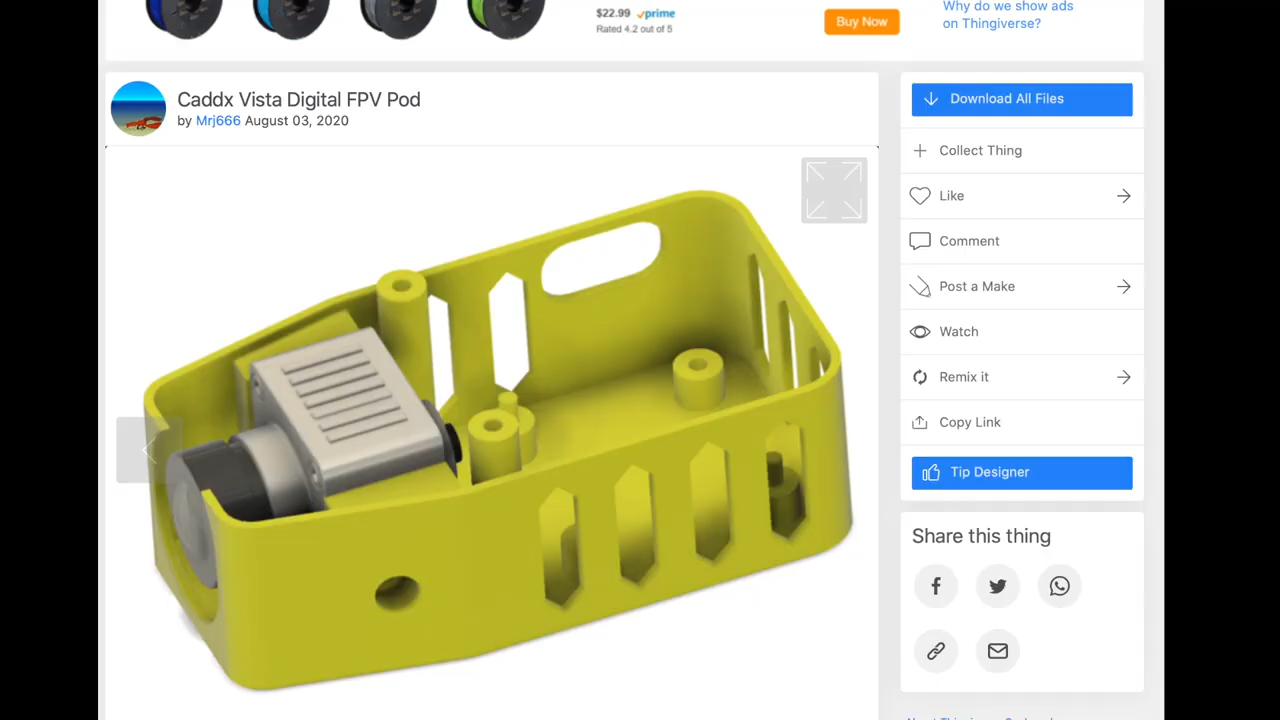 $22.99 prime
Rated 4.2 out of 5
Buy Now
Why do we show ads
on Thingiverse?
Caddx Vista Digital FPV Pod
by Mrj666 August 03, 2020
Download All Files
Collect Thing
Like
Comment
Post a Make
Watch
Remix it
Copy Link
Tip Designer
Share this thing